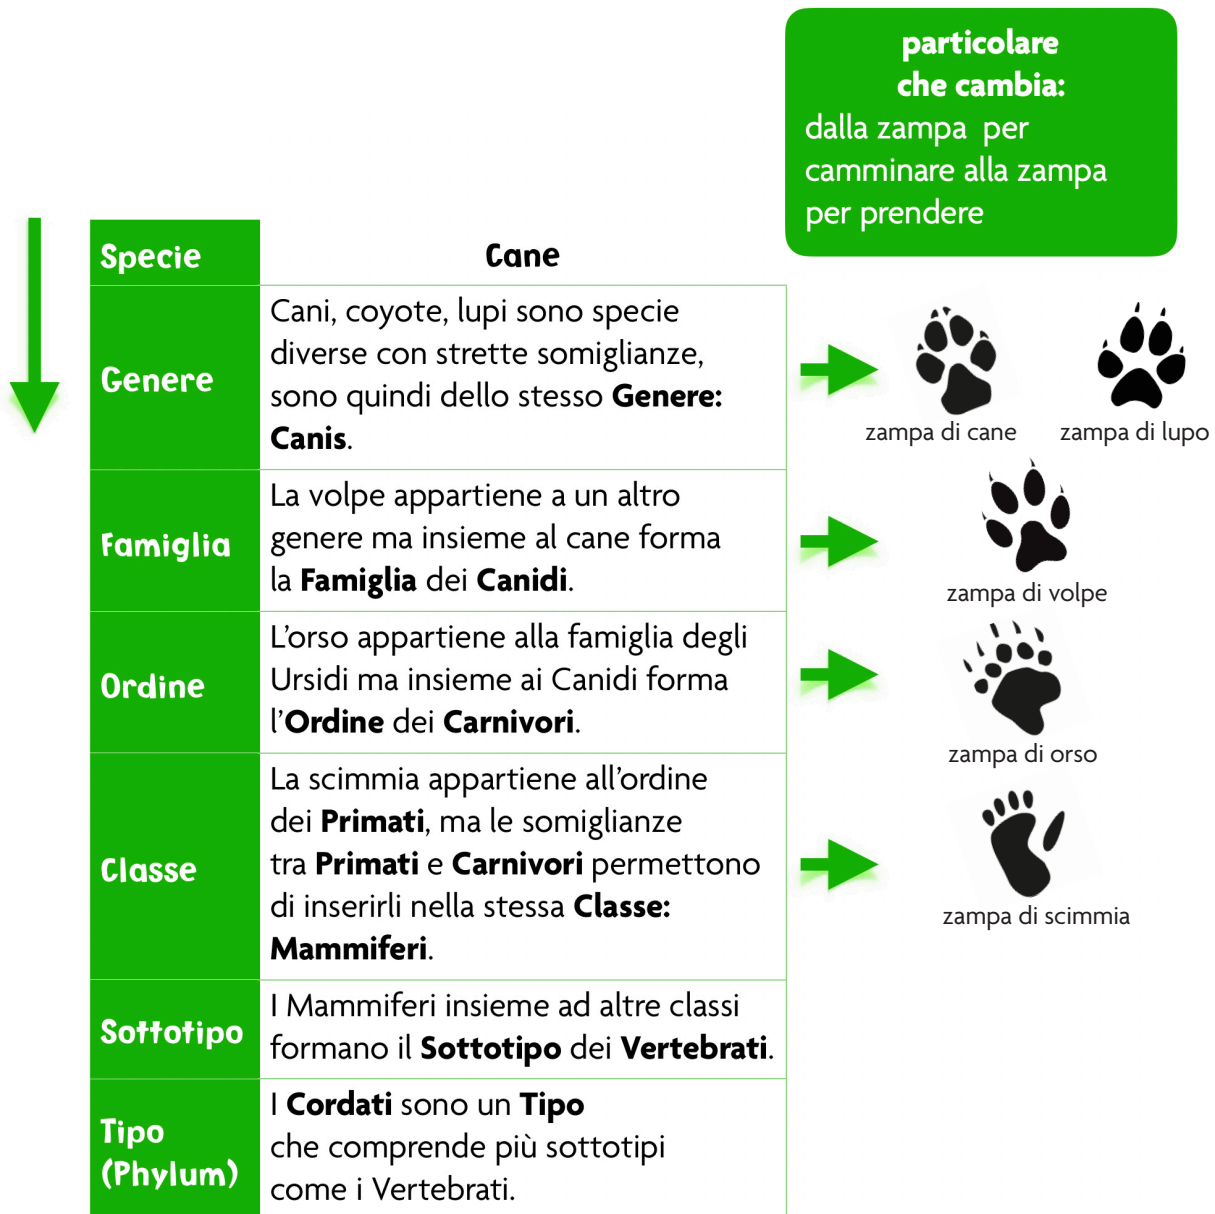 particolare
che cambia:
dalla zampa per
camminare alla zampa
per prendere
Specie
Cane
Genere
Cani, coyote, lupi sono specie
diverse con strette somiglianze,
sono quindi dello stesso Genere:
Canis.
zampa di cane
zampa di lupo
Famiglia
La volpe appartiene a un altro
genere ma insieme al cane forma
la Famiglia dei Canidi.
zampa di volpe
Ordine
L’orso appartiene alla famiglia degli
Ursidi ma insieme ai Canidi forma
l’Ordine dei Carnivori.
zampa di orso
Classe
La scimmia appartiene all’ordine
dei Primati, ma le somiglianze
tra Primati e Carnivori permettono
di inserirli nella stessa Classe:
Mammiferi.
zampa di scimmia
Sottotipo
I Mammiferi insieme ad altre classi
formano il Sottotipo dei Vertebrati.
Tipo
(Phylum)
I Cordati sono un Tipo
che comprende più sottotipi
come i Vertebrati.